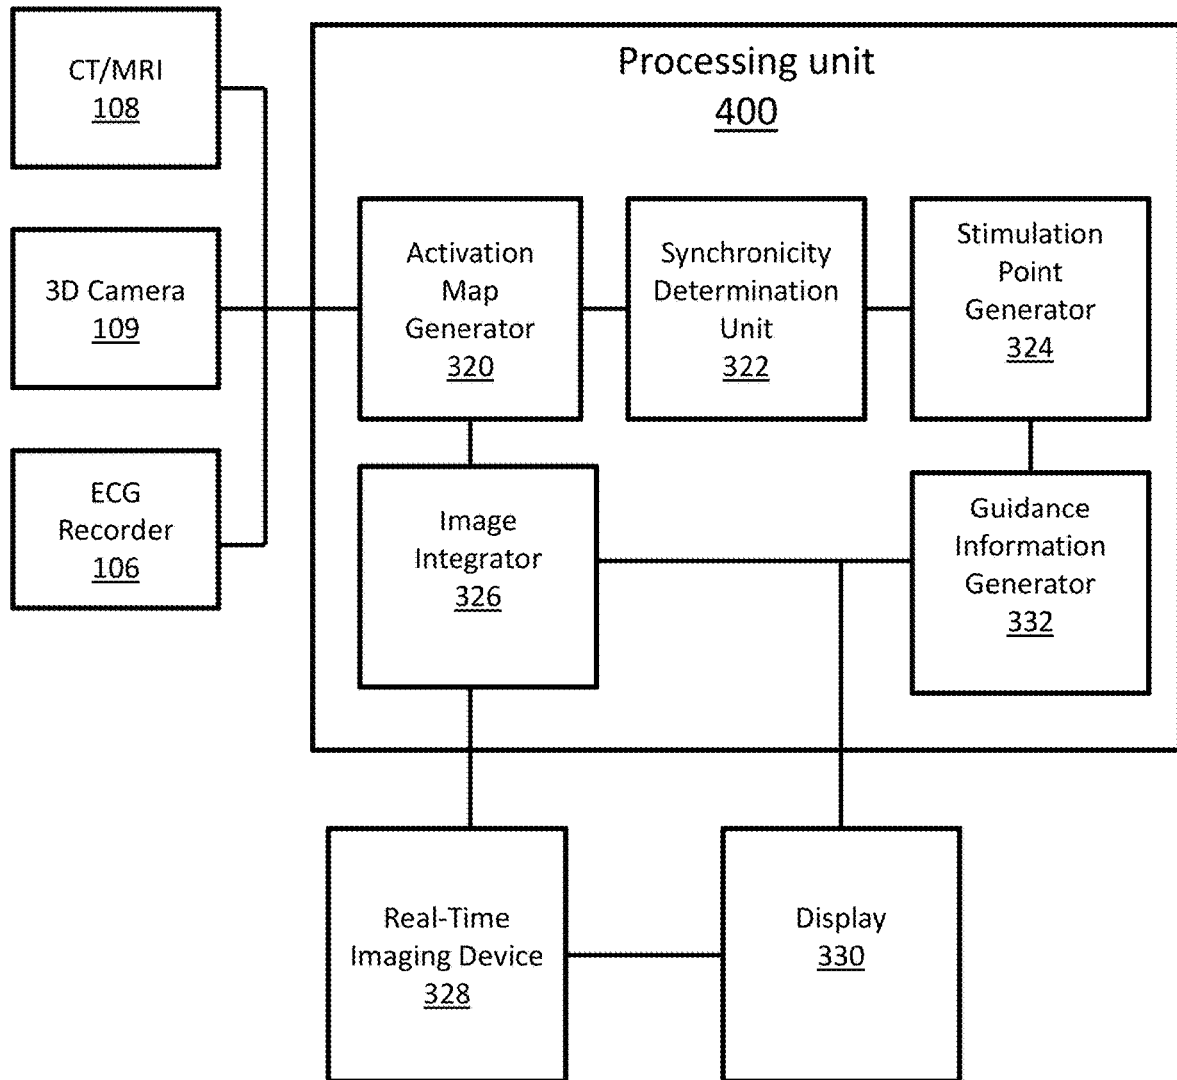 CT/MRI
108
Processing unit
400
3D Camera
109
Activation
Map
Generator
320
Synchronicity
Determination
Unit
322
Stimulation
Point
Generator
324
ECG
Recorder
106
Image
Integrator
326
Guidance
Information
Generator
332
Real-Time
Imaging Device
328
Display
330